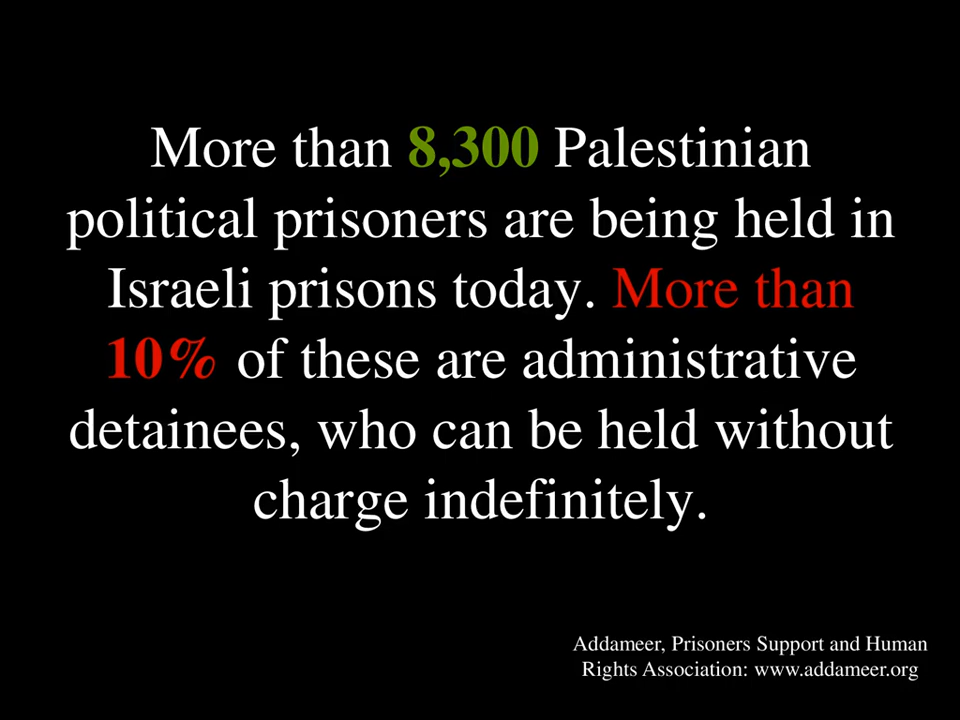 More than 8,300 Palestinian
political prisoners are being held in
Israeli prisons today. More than
10% of these are administrative
detainees, who can be held without
charge indefinitely.
Addameer, Prisoners Support and Human
Rights Association: www.addameer.org